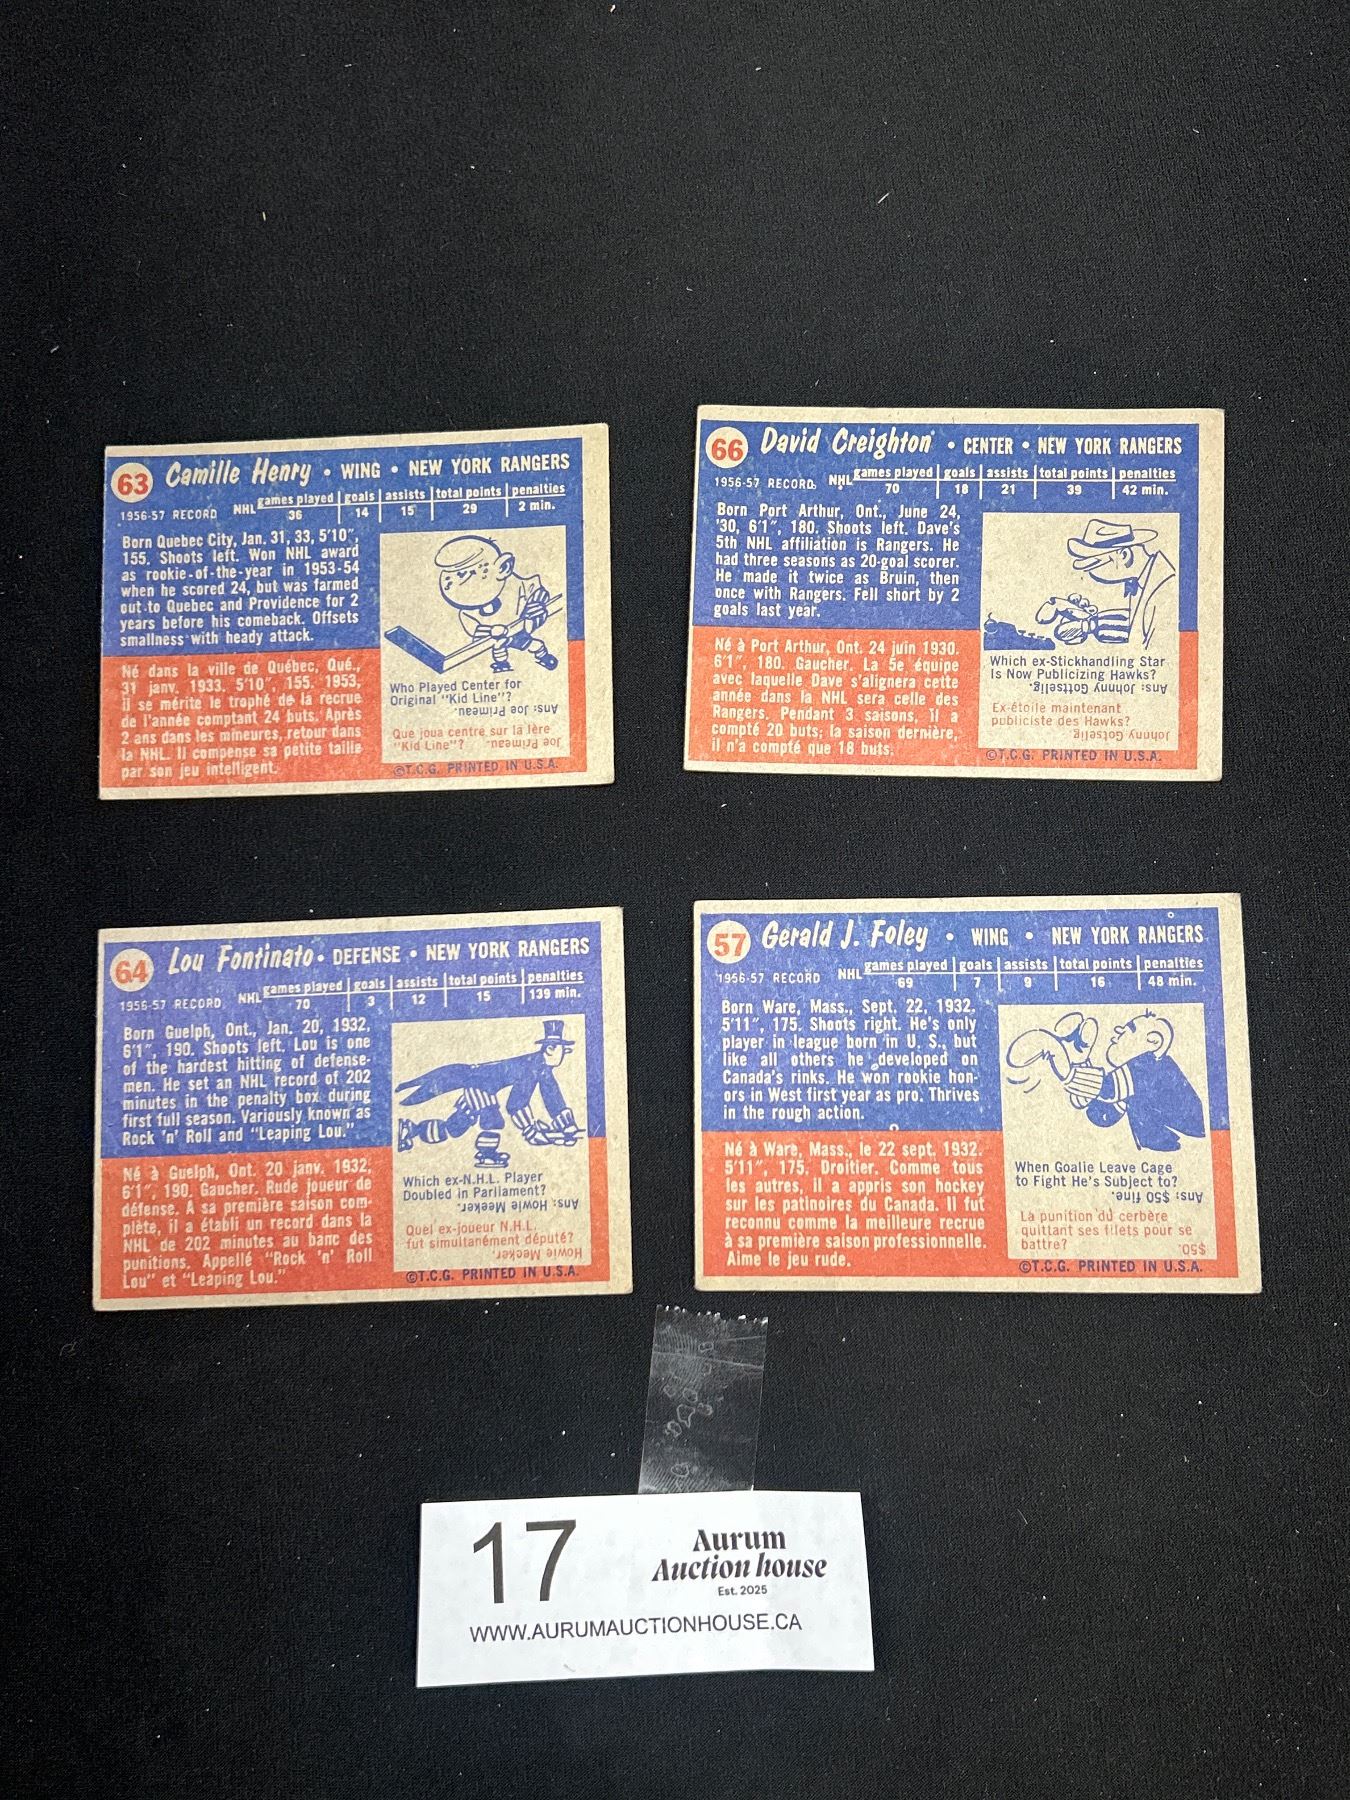 63 Camille Henry • WING • NEW YORK RANGERS
1956-57 RECORD NHL games played | goals | assists | total points | penalties
36 14 15 29 2 min.
Born Quebec City, Jan. 31, 33, 5'10",
155. Shoots left. Won NHL award
as rookie-of-the-year in 1953-54
when he scored 24, but was farmed
out to Quebec and Providence for 2
years before his comeback. Offsets
smallness with heady attack.
Né dans la ville de Québec, Qué.,
31 janv. 1933. 5'10", 155. 1953,
il se mérite le trophé de la recrue
de l'année comptant 24 buts. Après
2 ans dans les mineures, retour dans
la NHL. Il compense sa petite taille
par son jeu intelligent.
Who Played Center for
Original "Kid Line"?
Ans: Joe Primeau.
Que joua centre sur la lère
"Kid Line"? Joe Primeau.
©T.C.G. PRINTED IN U.S.A.
66 David Creighton • CENTER • NEW YORK RANGERS
1956-57 RECORD NHL games played | goals | assists | total points | penalties
70 18 21 39 42 min.
Born Port Arthur, Ont., June 24,
'30, 6'1", 180. Shoots left. Dave's
5th NHL affiliation is Rangers. He
had three seasons as 20-goal scorer.
He made it twice as Bruin, then
once with Rangers. Fell short by 2
goals last year.
Né à Port Arthur, Ont. 24 juin 1930.
6'1", 180. Gaucher. La 5e équipe
avec laquelle Dave s'alignera cette
année dans la NHL sera celle des
Rangers. Pendant 3 saisons, il a
compté 20 buts; la saison dernière,
il n'a compté que 18 buts.
Which ex-Stickhandling Star
Is Now Publicizing Hawks?
Ans: Johnny Gottselig.
Ex-étoile maintenant
publiciste des Hawks?
Johnny Gottselig
©T.C.G. PRINTED IN U.S.A.
64 Lou Fontinato • DEFENSE • NEW YORK RANGERS
1956-57 RECORD NHL games played | goals | assists | total points | penalties
70 3 12 15 139 min.
Born Guelph, Ont., Jan. 20, 1932,
6'1", 190. Shoots left. Lou is one
of the hardest hitting of defense-
men. He set an NHL record of 202
minutes in the penalty box during
first full season. Variously known as
Rock 'n' Roll and "Leaping Lou."
Né à Guelph, Ont. 20 janv. 1932,
6'1", 190. Gaucher. Rude joueur de
défense. A sa première saison com-
plète, il a établi un record dans la
NHL de 202 minutes au banc des
punitions. Appellé "Rock 'n' Roll
Lou" et "Leaping Lou."
Which ex-N.H.L. Player
Doubled in Parliament?
Ans: Howie Meeker.
Quel ex-joueur N.H.L.
fut simultanément député?
Howie Meeker.
©T.C.G. PRINTED IN U.S.A.
57 Gerald J. Foley • WING • NEW YORK RANGERS
1956-57 RECORD NHL games played | goals | assists | total points | penalties
69 7 9 16 48 min.
Born Ware, Mass., Sept. 22, 1932.
5'11", 175. Shoots right. He's only
player in league born in U. S., but
like all others he developed on
Canada's rinks. He won rookie hon-
ors in West first year as pro. Thrives
in the rough action.
Né à Ware, Mass., le 22 sept. 1932.
5'11", 175. Droitier. Comme tous
les autres, il a appris son hockey
sur les patinoires du Canada. Il fut
reconnu comme la meilleure recrue
à sa première saison professionnelle.
Aime le jeu rude.
When Goalie Leave Cage
to Fight He's Subject to?
Ans: $50 fine.
La punition du cerbère
quittant ses filets pour se
battre? $50.
©T.C.G. PRINTED IN U.S.A.
17
Aurum
Auction house
Est. 2025
WWW.AURUMAUCTIONHOUSE.CA